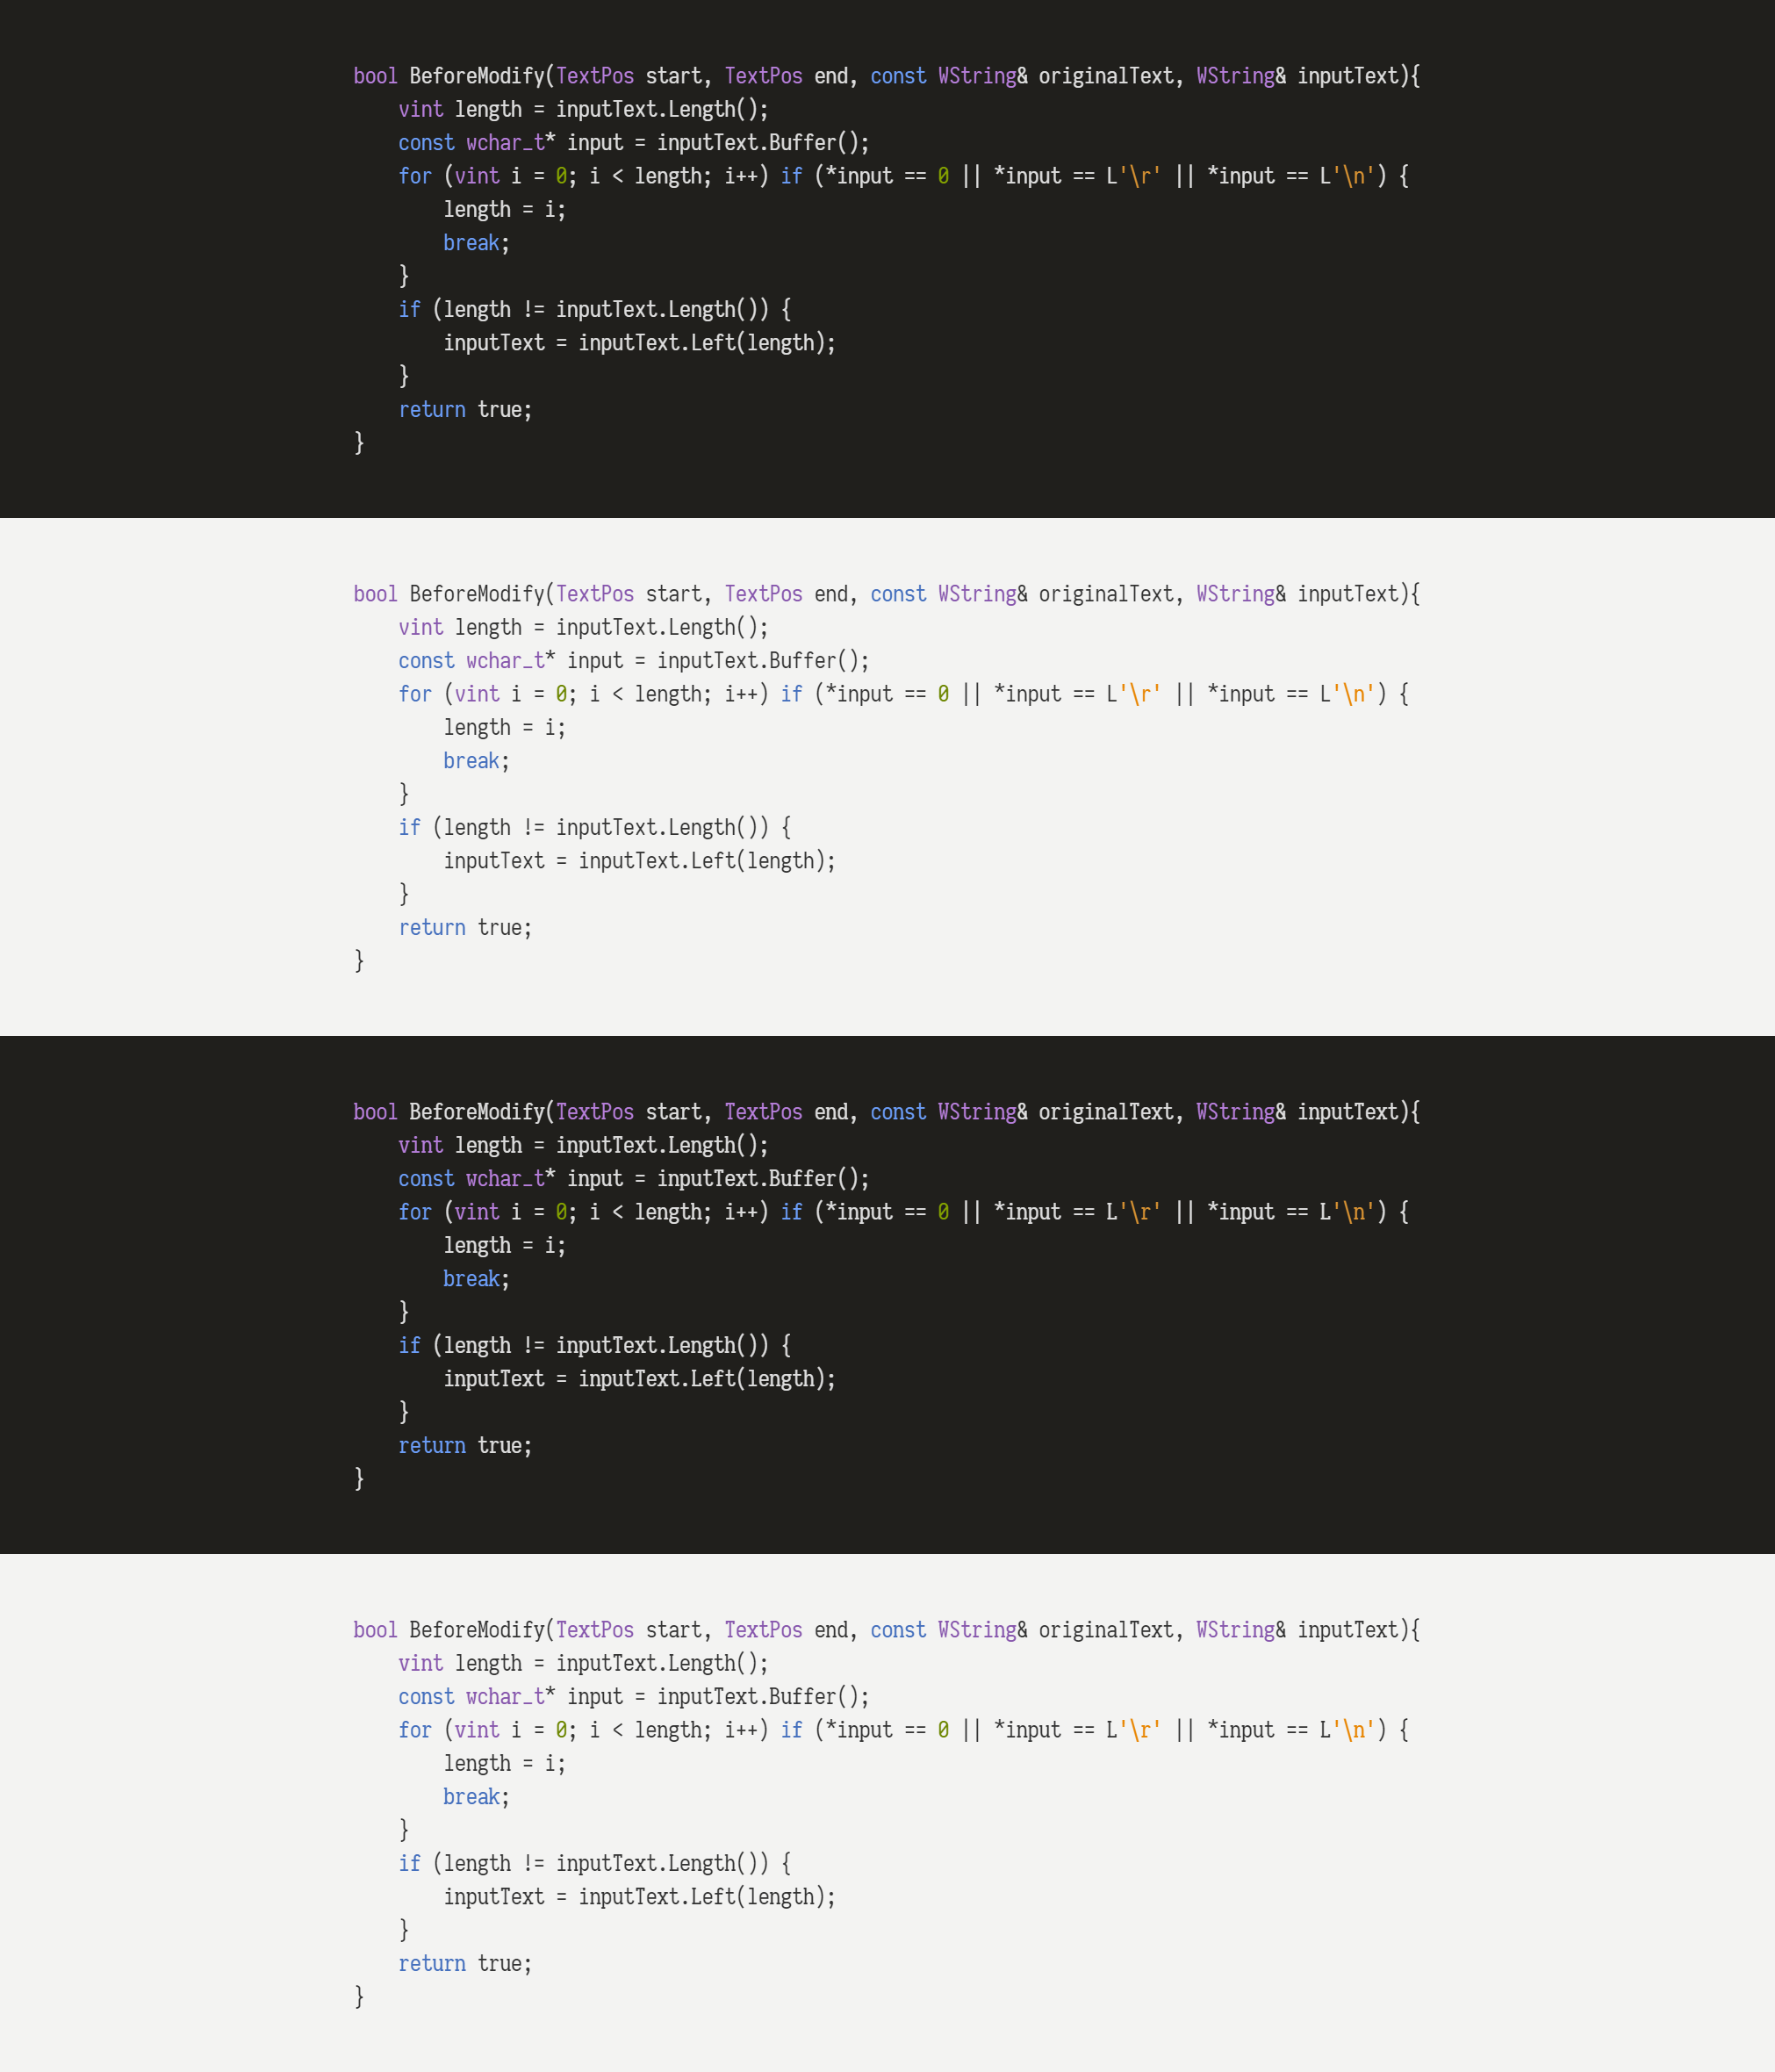 bool BeforeModify(TextPos start, TextPos end, const WString& originalText, WString& inputText){
    vint length = inputText.Length();
    const wchar_t* input = inputText.Buffer();
    for (vint i = 0; i < length; i++) if (*input == 0 || *input == L'\r' || *input == L'\n') {
        length = i;
        break;
    }
    if (length != inputText.Length()) {
        inputText = inputText.Left(length);
    }
    return true;
}
bool BeforeModify(TextPos start, TextPos end, const WString& originalText, WString& inputText){
    vint length = inputText.Length();
    const wchar_t* input = inputText.Buffer();
    for (vint i = 0; i < length; i++) if (*input == 0 || *input == L'\r' || *input == L'\n') {
        length = i;
        break;
    }
    if (length != inputText.Length()) {
        inputText = inputText.Left(length);
    }
    return true;
}
bool BeforeModify(TextPos start, TextPos end, const WString& originalText, WString& inputText){
    vint length = inputText.Length();
    const wchar_t* input = inputText.Buffer();
    for (vint i = 0; i < length; i++) if (*input == 0 || *input == L'\r' || *input == L'\n') {
        length = i;
        break;
    }
    if (length != inputText.Length()) {
        inputText = inputText.Left(length);
    }
    return true;
}
bool BeforeModify(TextPos start, TextPos end, const WString& originalText, WString& inputText){
    vint length = inputText.Length();
    const wchar_t* input = inputText.Buffer();
    for (vint i = 0; i < length; i++) if (*input == 0 || *input == L'\r' || *input == L'\n') {
        length = i;
        break;
    }
    if (length != inputText.Length()) {
        inputText = inputText.Left(length);
    }
    return true;
}